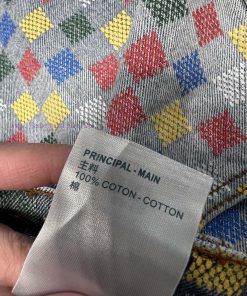 PRINCIPAL - MAIN
主料
100% COTON - COTTON
棉